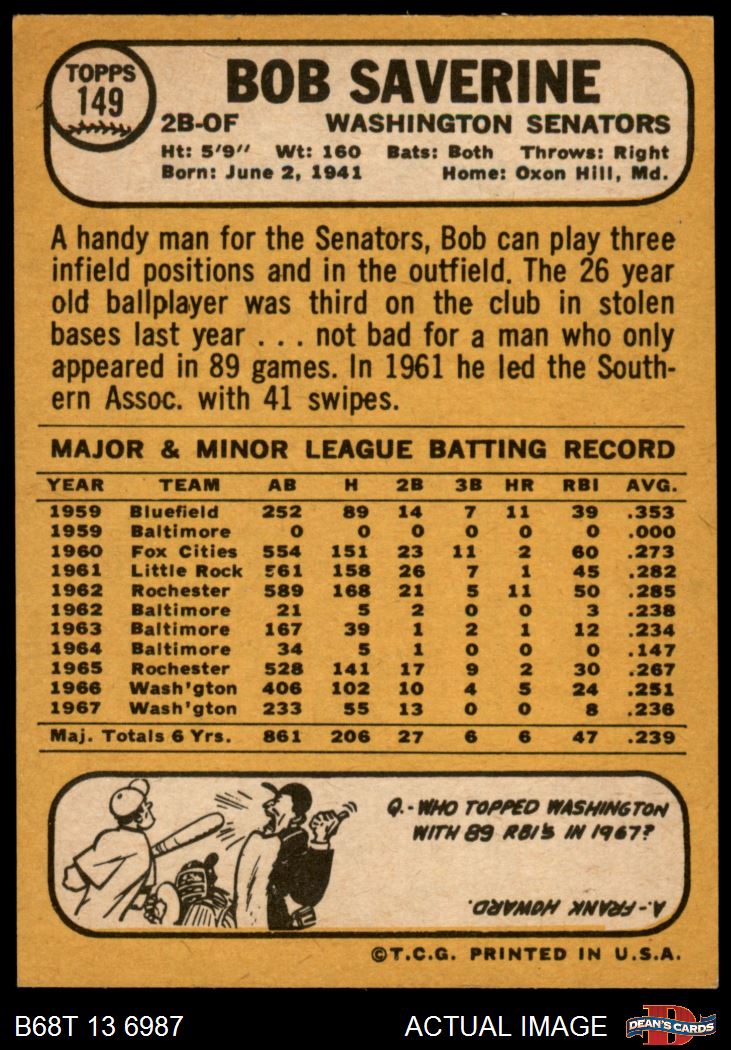 TOPPS
149
BOB SAVERINE
2B-OF WASHINGTON SENATORS
Ht: 5'9" Wt: 160 Bats: Both Throws: Right
Born: June 2, 1941 Home: Oxon Hill, Md.
A handy man for the Senators, Bob can play three
infield positions and in the outfield. The 26 year
old ballplayer was third on the club in stolen
bases last year . . . not bad for a man who only
appeared in 89 games. In 1961 he led the South-
ern Assoc. with 41 swipes.
MAJOR & MINOR LEAGUE BATTING RECORD
YEAR TEAM AB H 2B 3B HR RBI AVG.
1959 Bluefield 252 89 14 7 11 39 .353
1959 Baltimore 0 0 0 0 0 0 .000
1960 Fox Cities 554 151 23 11 2 60 .273
1961 Little Rock 561 158 26 7 1 45 .282
1962 Rochester 589 168 21 5 11 50 .285
1962 Baltimore 21 5 2 0 0 3 .238
1963 Baltimore 167 39 1 2 1 12 .234
1964 Baltimore 34 5 1 0 0 0 .147
1965 Rochester 528 141 17 9 2 30 .267
1966 Wash'gton 406 102 10 4 5 24 .251
1967 Wash'gton 233 55 13 0 0 8 .236
Maj. Totals 6 Yrs. 861 206 27 6 6 47 .239
Q.-WHO TOPPED WASHINGTON
WITH 89 RBI'S IN 1967?
A-FRANK HOWARD.
©T.C.G. PRINTED IN U.S.A.
B68T 13 6987 ACTUAL IMAGE D DEAN'S CARDS